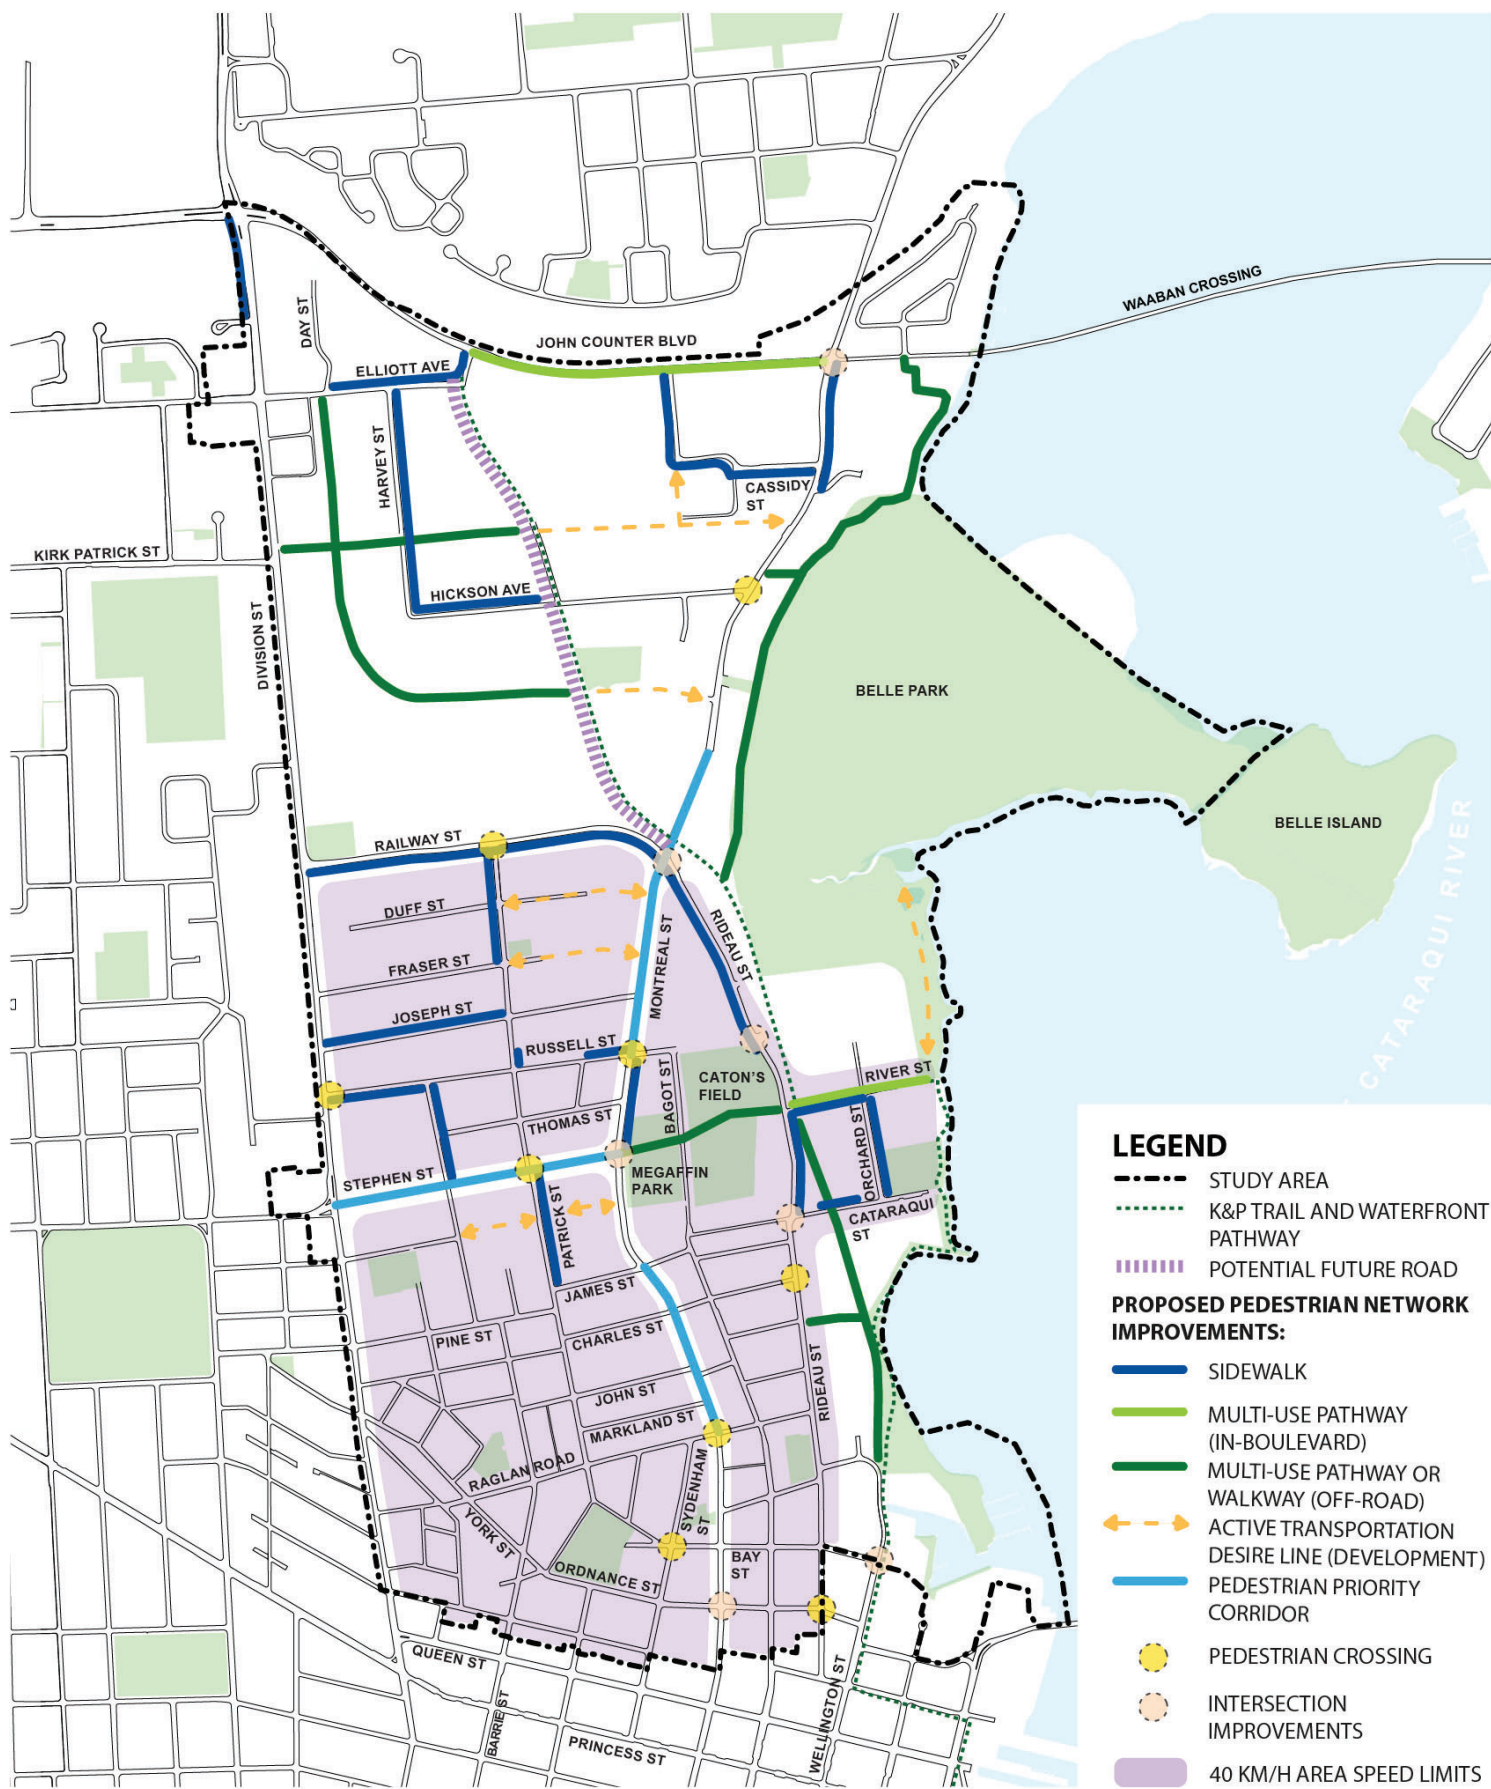 WAABAN CROSSING
JOHN COUNTER BLVD
DAY ST
ELLIOTT AVE
HARVEY ST
CASSIDY
ST
KIRK PATRICK ST
HICKSON AVE
DIVISION ST
BELLE PARK
BELLE ISLAND
CATARAQUI RIVER
RAILWAY ST
DUFF ST
RIDEAU ST
MONTREAL ST
FRASER ST
JOSEPH ST
RUSSELL ST
BAGOT ST
CATON'S
FIELD
RIVER ST
THOMAS ST
ORCHARD ST
STEPHEN ST
MEGAFFIN
PARK
PATRICK ST
CATARAQUI
ST
JAMES ST
PINE ST
CHARLES ST
JOHN ST
RIDEAU ST
MARKLAND ST
RAGLAN ROAD
SYDENHAM
ST
YORK ST
BAY
ST
ORDNANCE ST
QUEEN ST
BARRIE ST
PRINCESS ST
WELLINGTON ST
LEGEND
STUDY AREA
K&P TRAIL AND WATERFRONT
PATHWAY
POTENTIAL FUTURE ROAD
PROPOSED PEDESTRIAN NETWORK
IMPROVEMENTS:
SIDEWALK
MULTI-USE PATHWAY
(IN-BOULEVARD)
MULTI-USE PATHWAY OR
WALKWAY (OFF-ROAD)
ACTIVE TRANSPORTATION
DESIRE LINE (DEVELOPMENT)
PEDESTRIAN PRIORITY
CORRIDOR
PEDESTRIAN CROSSING
INTERSECTION
IMPROVEMENTS
40 KM/H AREA SPEED LIMITS